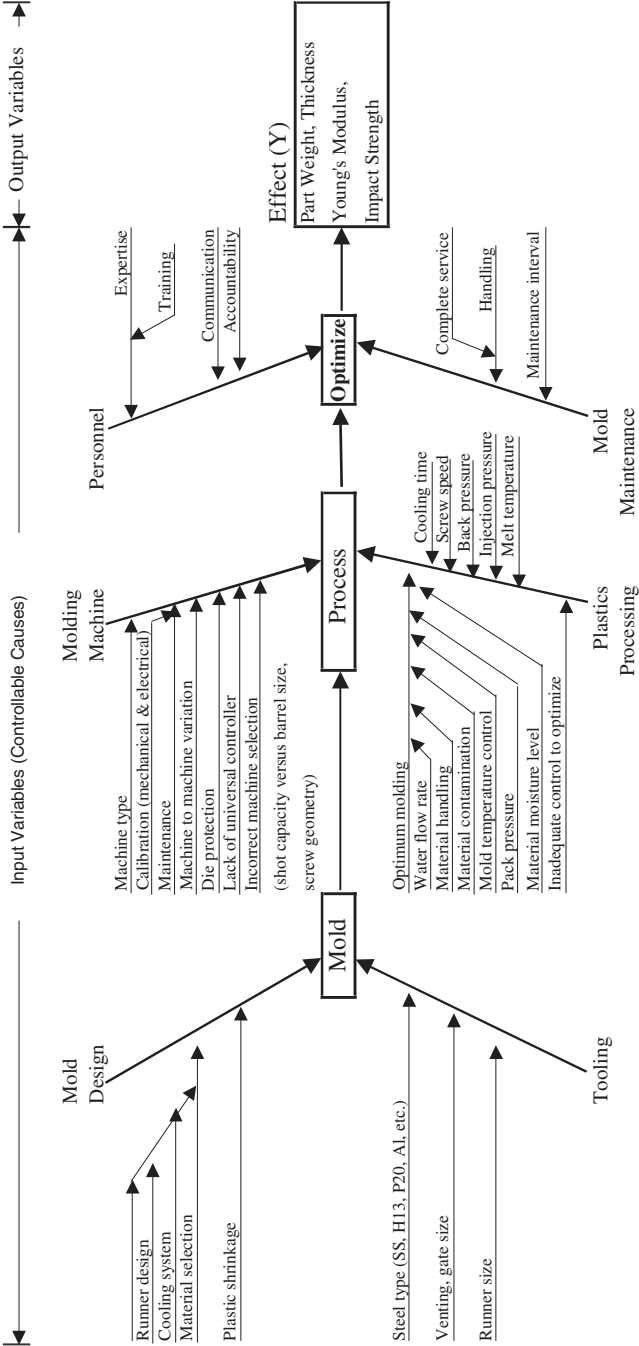 Input Variables (Controllable Causes)
Output Variables
Mold
Design
Runner design
Cooling system
Material selection
Plastic shrinkage
Mold
Steel type (SS, H13, P20, Al, etc.)
Venting, gate size
Runner size
Tooling
Molding
Machine
Machine type
Calibration (mechanical & electrical)
Maintenance
Machine to machine variation
Die protection
Lack of universal controller
Incorrect machine selection
(shot capacity versus barrel size,
screw geometry)
Process
Optimum molding
Water flow rate
Material handling
Material contamination
Mold temperature control
Pack pressure
Material moisture level
Inadequate control to optimize
Cooling time
Screw speed
Back pressure
Injection pressure
Melt temperature
Plastics
Processing
Personnel
Expertise
Training
Communication
Accountability
Optimize
Complete service
Handling
Maintenance interval
Mold
Maintenance
Effect (Y)
Part Weight, Thickness
Young's Modulus,
Impact Strength